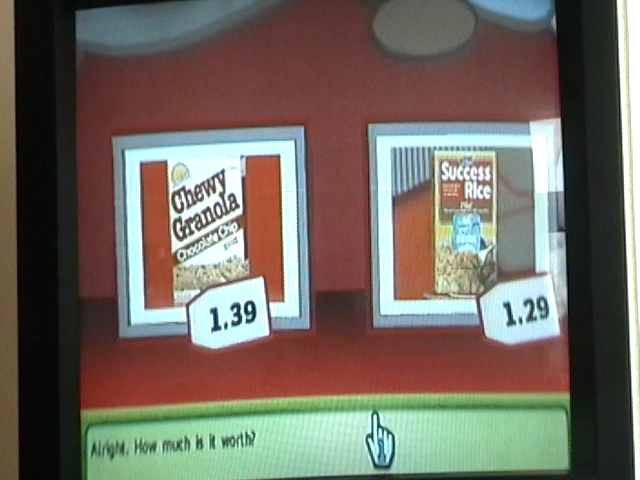 Chewy
Granola
Chocolate Chip
1.39
Success
Rice
1.29
Alright. How much is it worth?